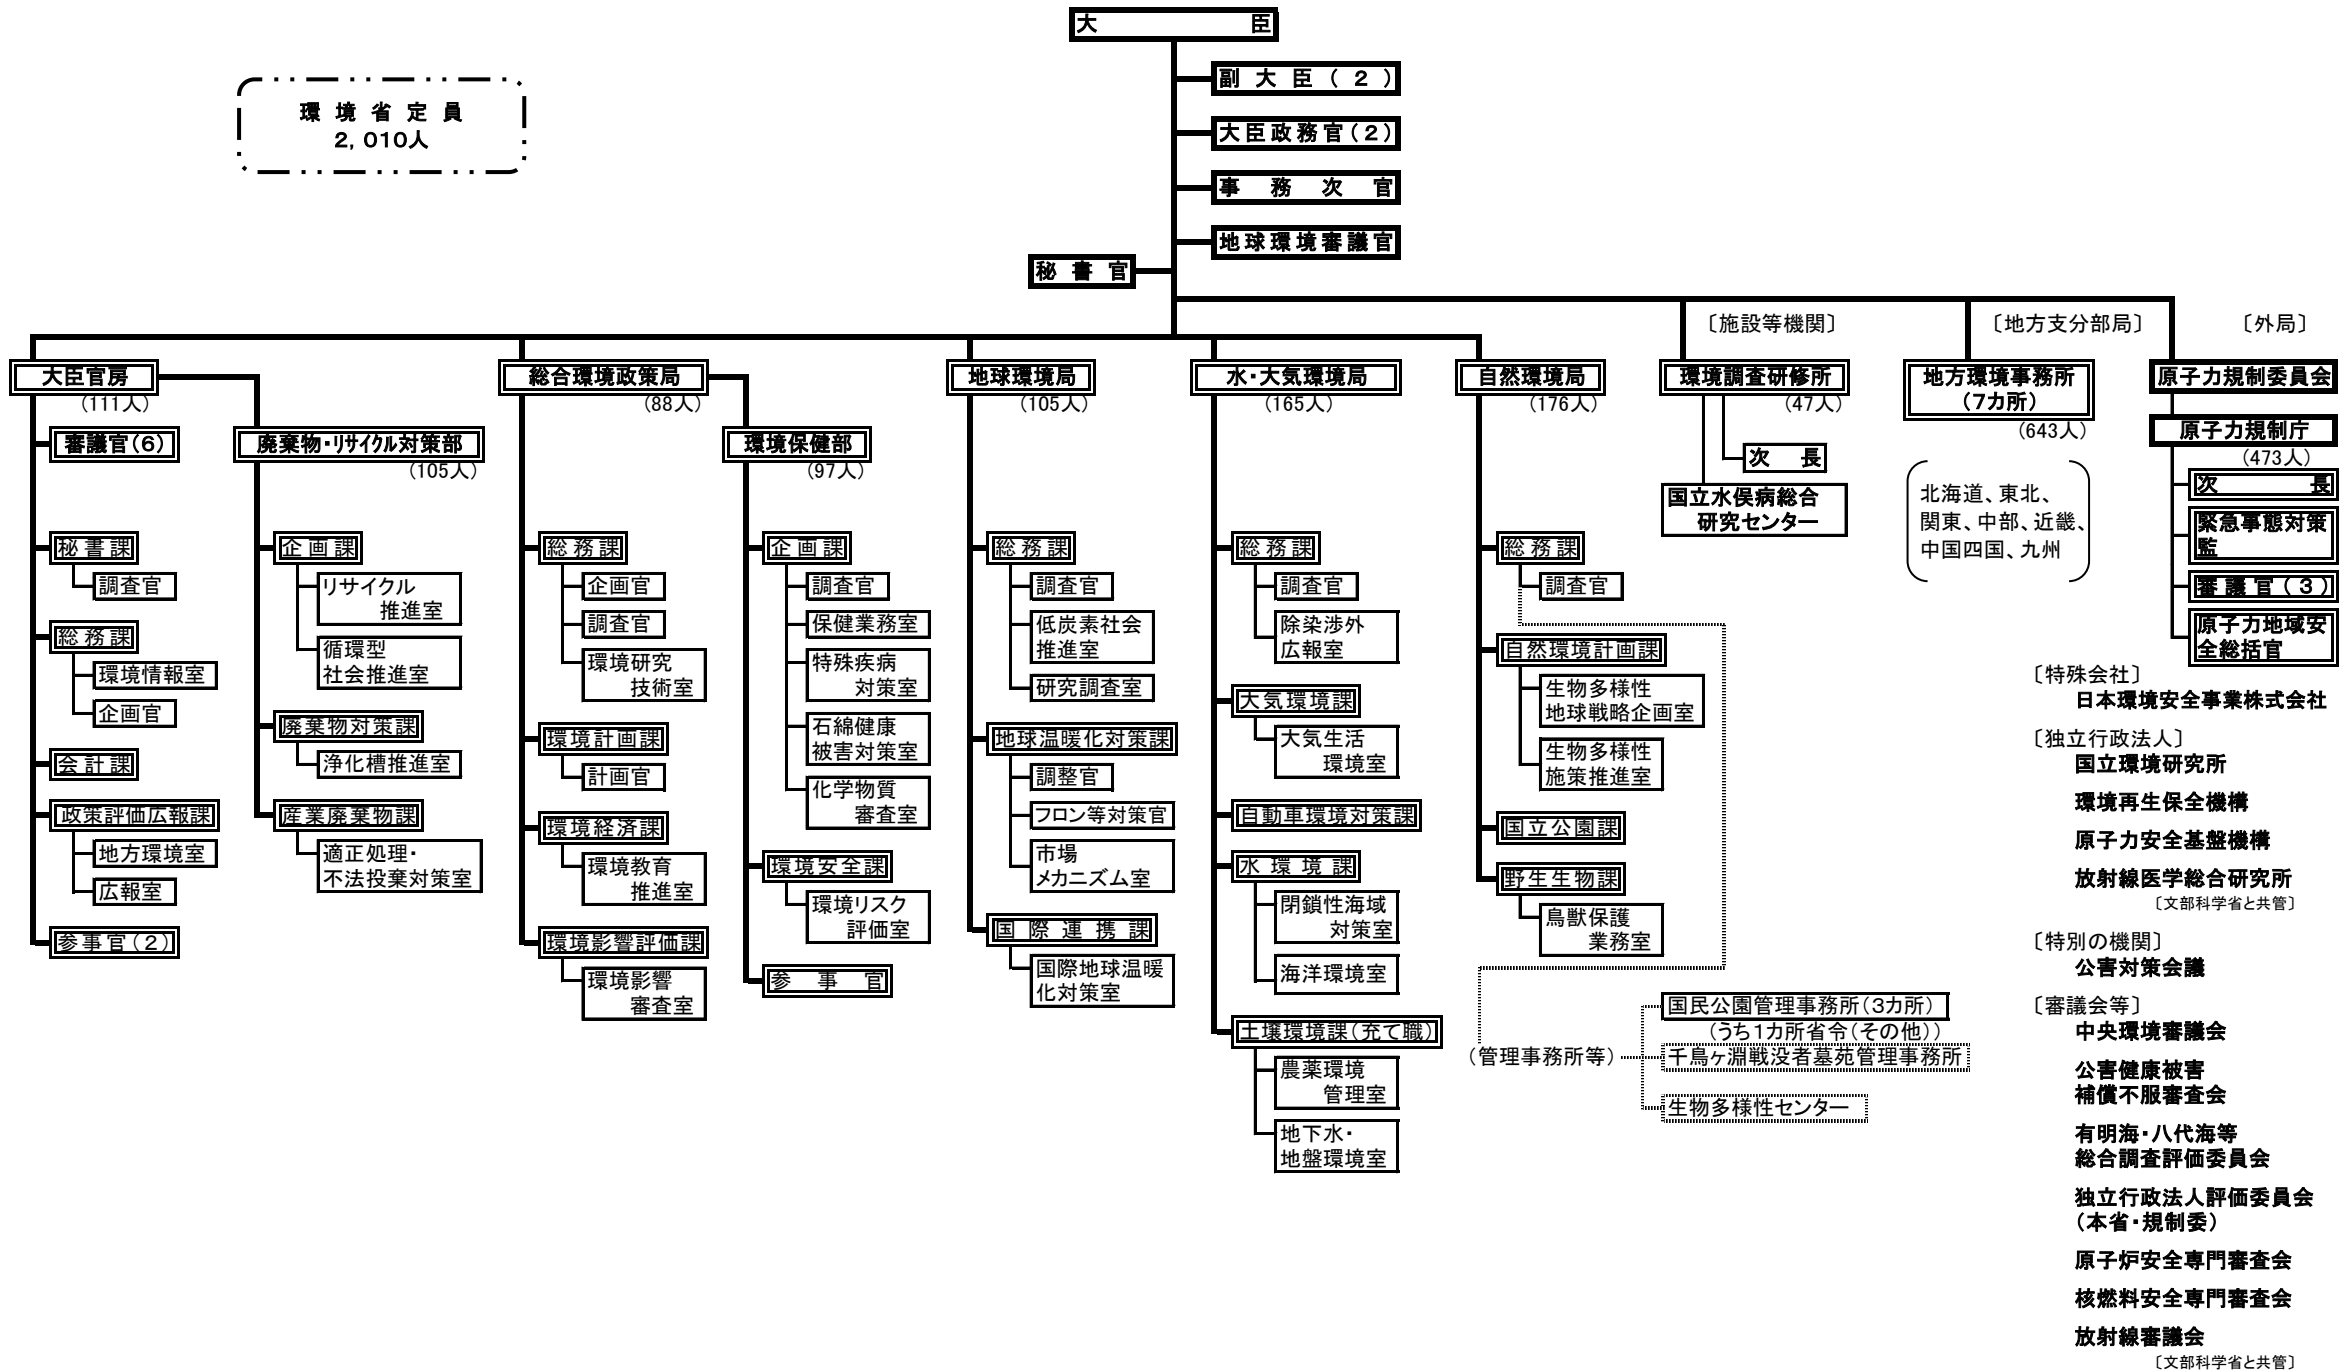 大臣
環境省定員
2,010人
副大臣(2)
大臣政務官(2)
事務次官
地球環境審議官
秘書官
〔施設等機関〕
〔地方支分部局〕
〔外局〕
大臣官房
(111人)
審議官(6)
秘書課
調査官
総務課
環境情報室
企画官
会計課
政策評価広報課
地方環境室
広報室
参事官(2)
廃棄物・リサイクル対策部
(105人)
企画課
リサイクル
推進室
循環型
社会推進室
廃棄物対策課
浄化槽推進室
産業廃棄物課
適正処理・
不法投棄対策室
総合環境政策局
(88人)
総務課
企画官
調査官
環境研究
技術室
環境計画課
計画官
環境経済課
環境教育
推進室
環境影響評価課
環境影響
審査室
環境保健部
(97人)
企画課
調査官
保健業務室
特殊疾病
対策室
石綿健康
被害対策室
化学物質
審査室
環境安全課
環境リスク
評価室
参事官
地球環境局
(105人)
総務課
調査官
低炭素社会
推進室
研究調査室
地球温暖化対策課
調整官
フロン等対策官
市場
メカニズム室
国際連携課
国際地球温暖
化対策室
水・大気環境局
(165人)
総務課
調査官
除染渉外
広報室
大気環境課
大気生活
環境室
自動車環境対策課
水環境課
閉鎖性海域
対策室
海洋環境室
土壌環境課(充て職)
農薬環境
管理室
地下水・
地盤環境室
自然環境局
(176人)
総務課
調査官
自然環境計画課
生物多様性
地球戦略企画室
生物多様性
施策推進室
国立公園課
野生生物課
鳥獣保護
業務室
(管理事務所等)
国民公園管理事務所(3カ所)
(うち1カ所省令(その他))
千鳥ヶ淵戦没者墓苑管理事務所
生物多様性センター
環境調査研修所
(47人)
次長
国立水俣病総合
研究センター
地方環境事務所
(7カ所)
(643人)
北海道、東北、
関東、中部、近畿、
中国四国、九州
原子力規制委員会
原子力規制庁
(473人)
次長
緊急事態対策
監
審議官(3)
原子力地域安
全総括官
〔特殊会社〕
日本環境安全事業株式会社
〔独立行政法人〕
国立環境研究所
環境再生保全機構
原子力安全基盤機構
放射線医学総合研究所
〔文部科学省と共管〕
〔特別の機関〕
公害対策会議
〔審議会等〕
中央環境審議会
公害健康被害
補償不服審査会
有明海・八代海等
総合調査評価委員会
独立行政法人評価委員会
(本省・規制委)
原子炉安全専門審査会
核燃料安全専門審査会
放射線審議会
〔文部科学省と共管〕